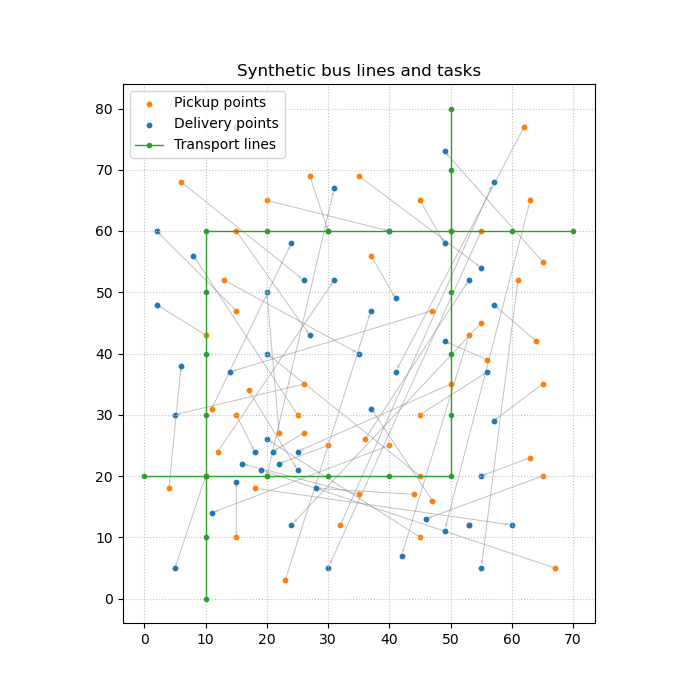 Synthetic bus lines and tasks
Pickup points
Delivery points
Transport lines
80
70
60
50
40
30
20
10
0
0 10 20 30 40 50 60 70